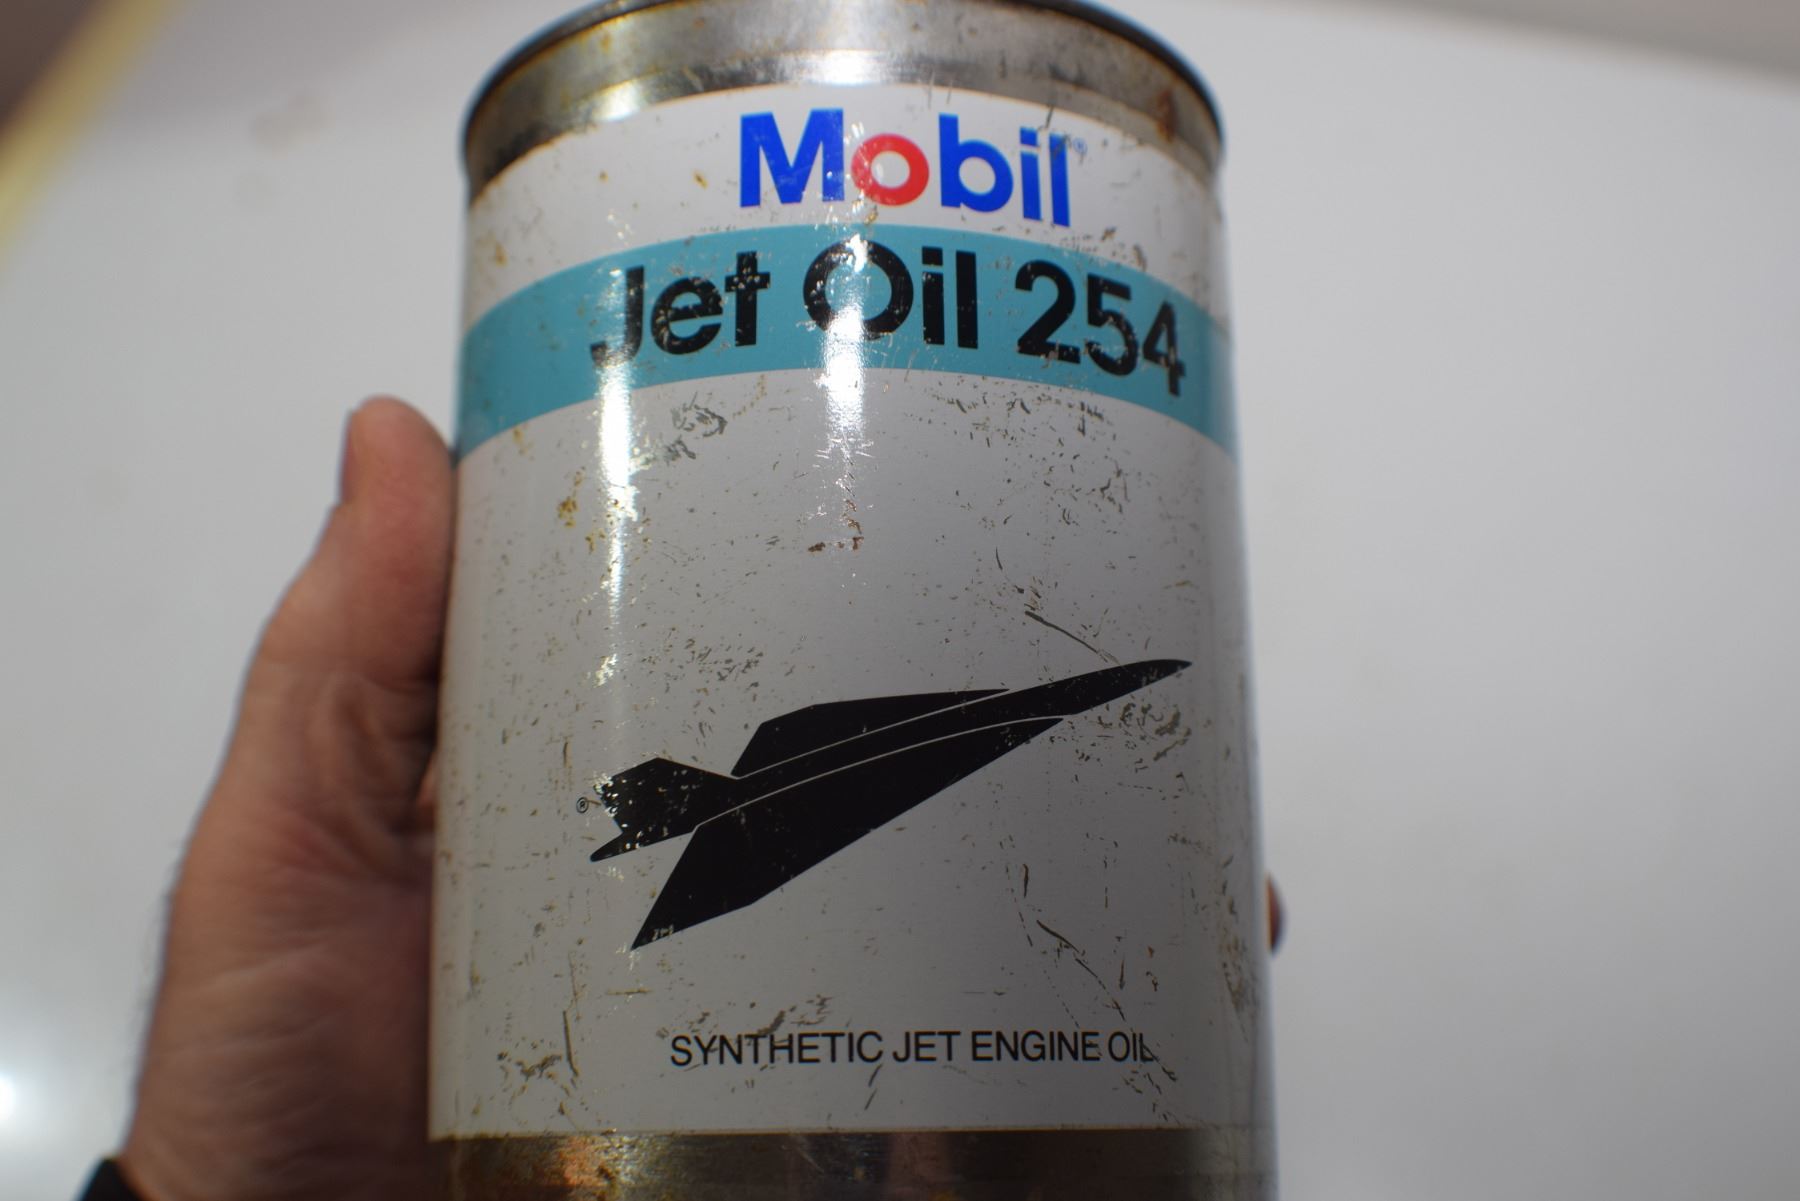 Mobil®
Jet Oil 254
®
SYNTHETIC JET ENGINE OIL